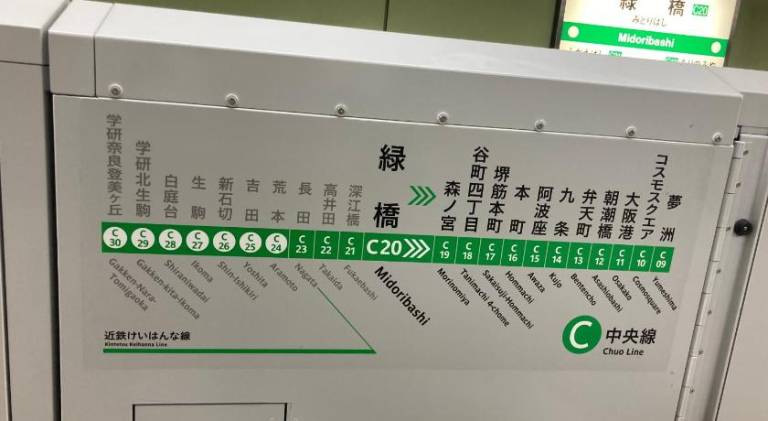 緑 橋 C20
みどりばし
Midoribashi
学研奈良登美ヶ丘
学研北生駒
白庭台
生駒
新石切
吉田
荒本
長田
高井田
深江橋
緑橋
森ノ宮
谷町四丁目
堺筋本町
本町
阿波座
九条
弁天町
朝潮橋
大阪港
コスモスクエア
夢洲
C30
C29
C28
C27
C26
C25
C24
C23
C22
C21
C20
C19
C18
C17
C16
C15
C14
C13
C12
C11
C10
C09
Gakken-Nara-
Tomigaoka
Gakken-kita-Ikoma
Shiraniwadai
Ikoma
Shin-Ishikiri
Yoshita
Aramoto
Nagata
Takaida
Fukaebashi
Midoribashi
Morinomiya
Tanimachi 4-chome
Sakaisuji-Hommachi
Hommachi
Awaza
Kujo
Bentencho
Asashiobashi
Osakako
Cosmosquare
Yumeshima
近鉄けいはんな線
Kintetsu Keihanna Line
C 中央線
Chuo Line